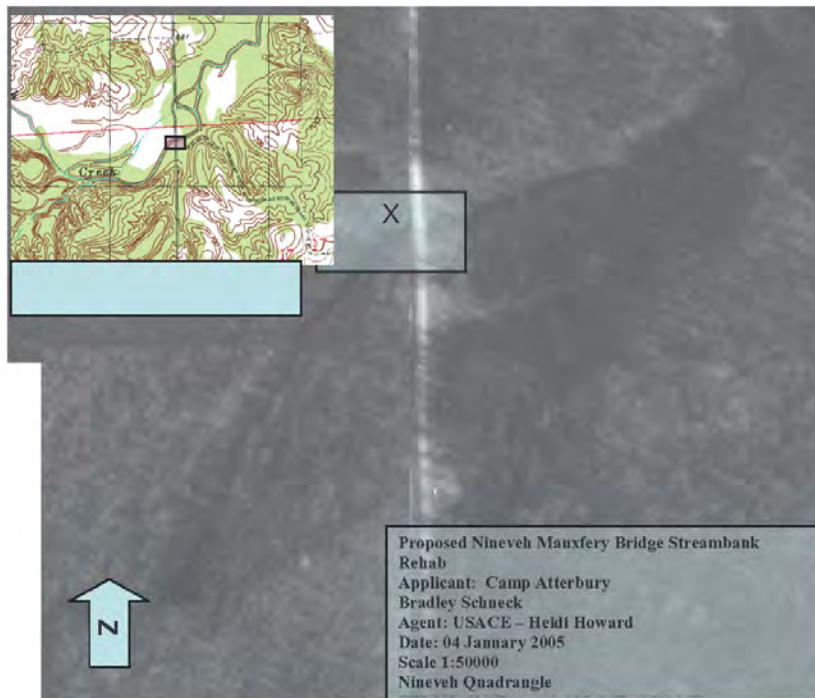 Creek
X
N
Proposed Nineveh Mauxfery Bridge Streambank
Rehab
Applicant: Camp Atterbury
Bradley Schneck
Agent: USACE – Heidi Howard
Date: 04 January 2005
Scale 1:50000
Nineveh Quadrangle